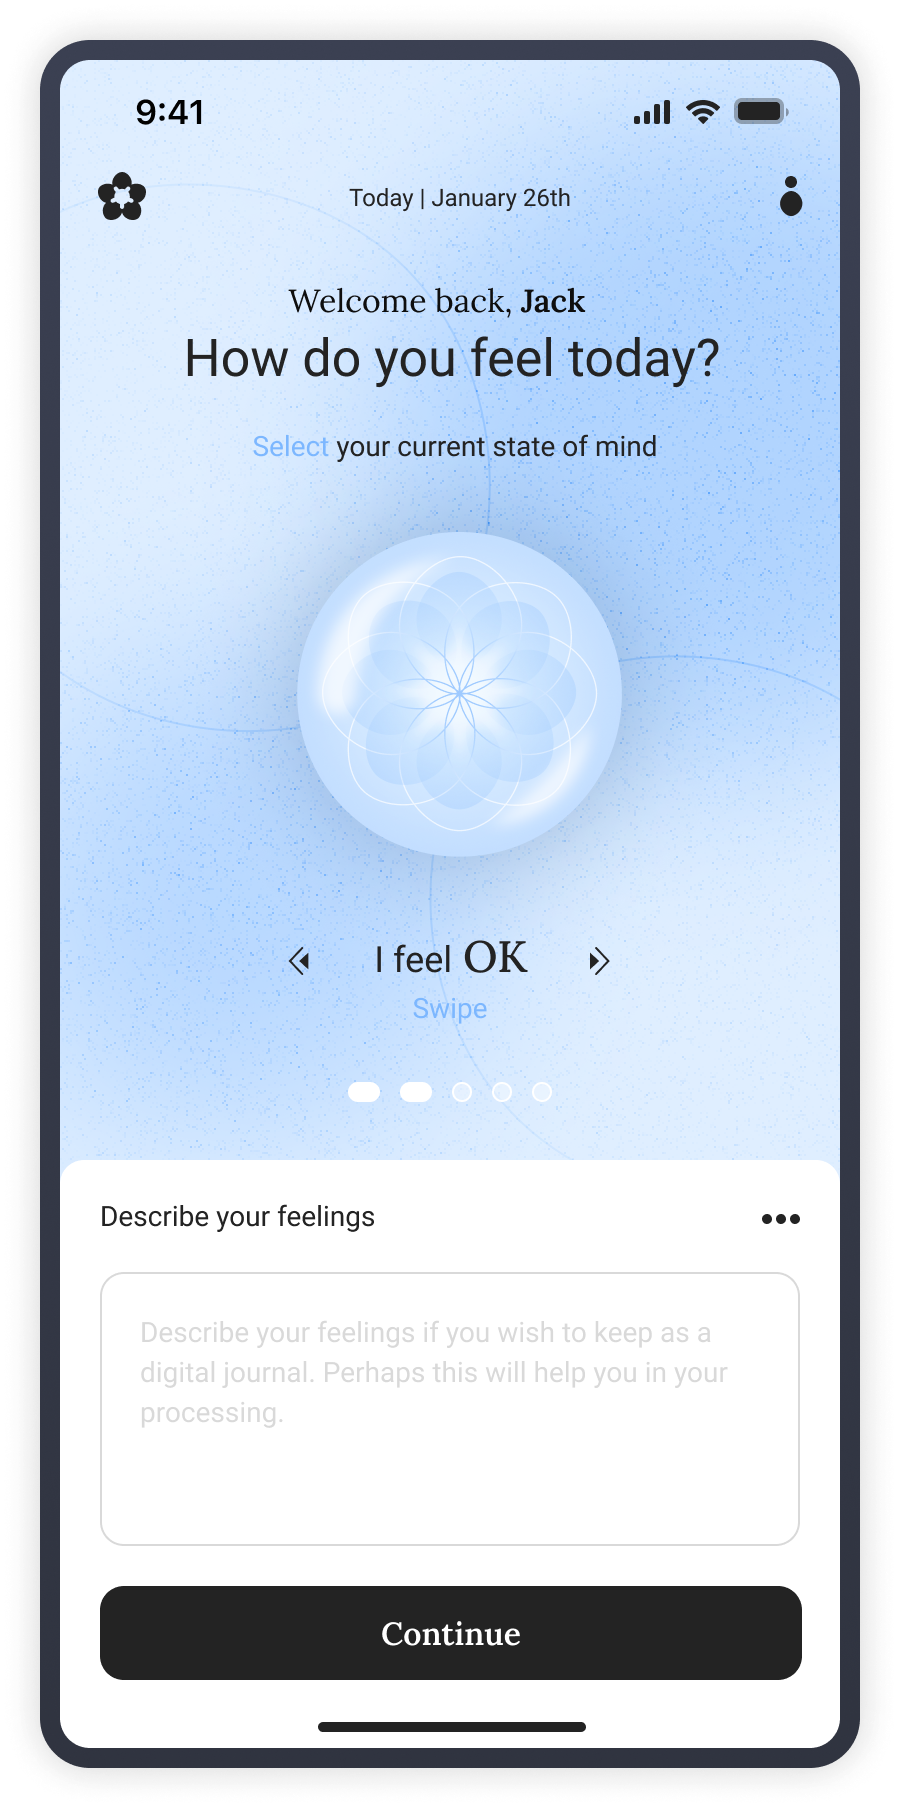 9:41
Today | January 26th
Welcome back, Jack
How do you feel today?
Select your current state of mind
I feel OK
Swipe
Describe your feelings
Describe your feelings if you wish to keep as a
digital journal. Perhaps this will help you in your
processing.
Continue